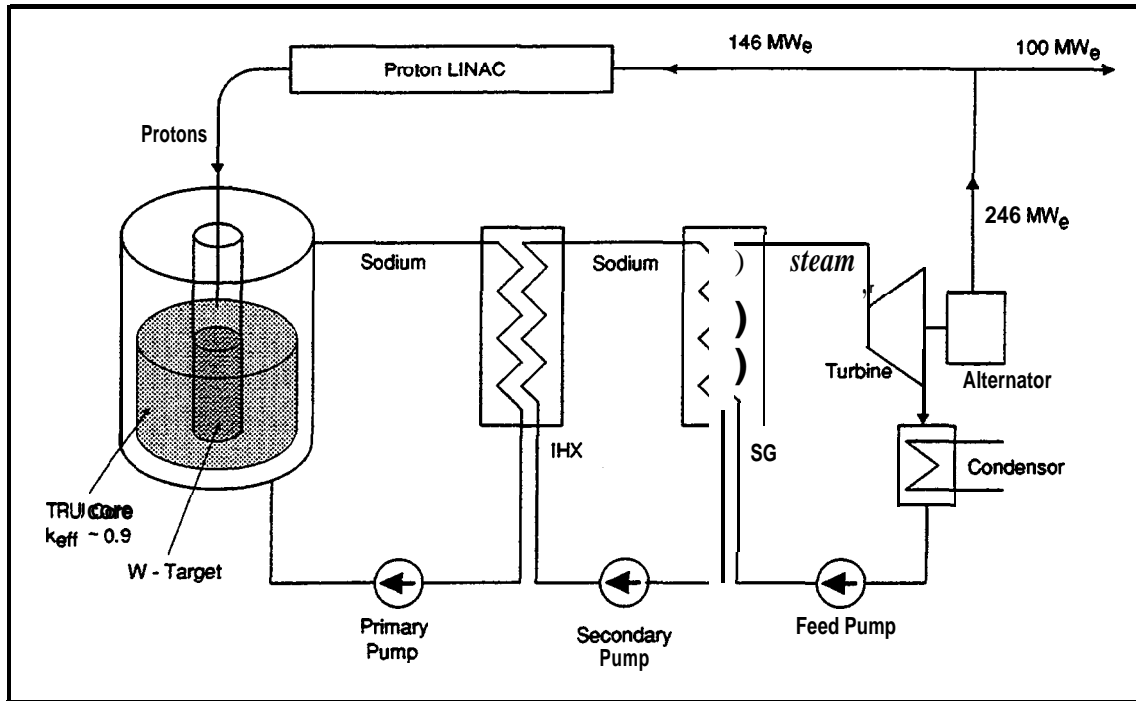 146 MWe
100 MWe
Proton LINAC
Protons
246 MWe
Sodium
Sodium
steam
Turbine
Alternator
IHX
SG
Condensor
TRU Core
keff ~ 0.9
W - Target
Primary
Pump
Secondary
Pump
Feed Pump